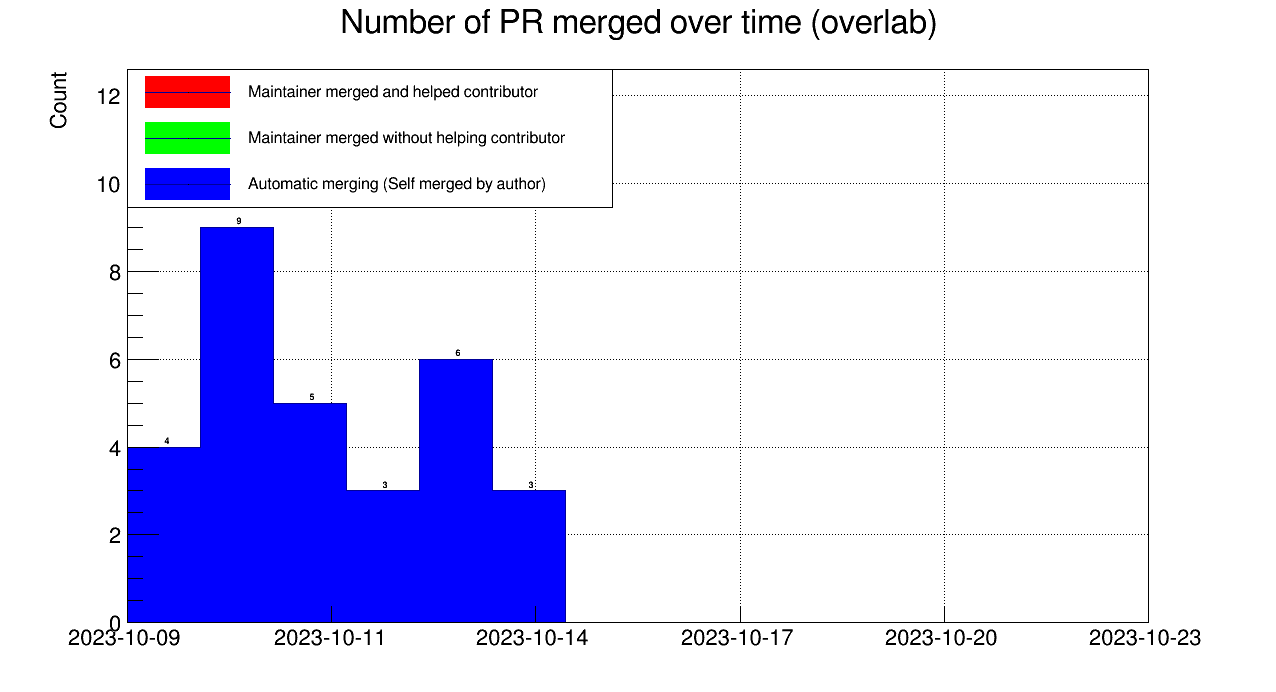 Number of PR merged over time (overlab)
Count
12
10
8
6
4
2
0
Maintainer merged and helped contributor
Maintainer merged without helping contributor
Automatic merging (Self merged by author)
4
9
5
3
6
3
2023-10-09 2023-10-11 2023-10-14 2023-10-17 2023-10-20 2023-10-23